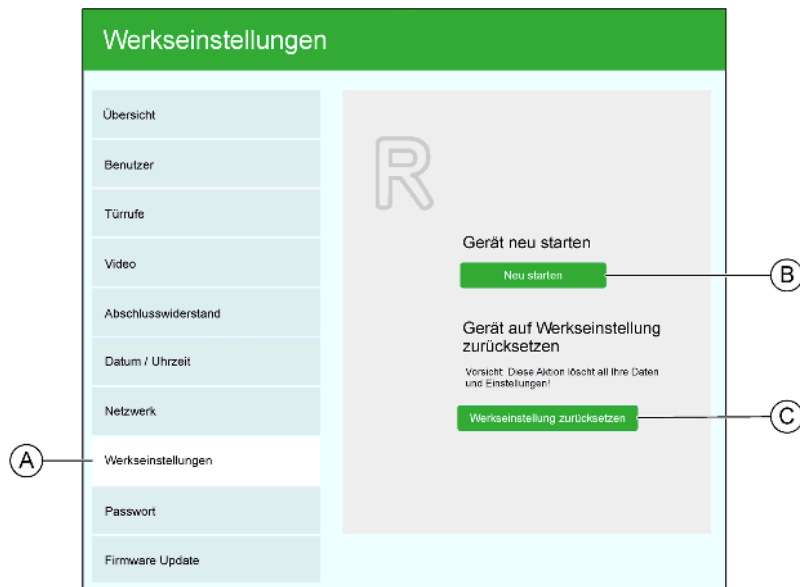 Werkseinstellungen
Übersicht
Benutzer
Türrufe
Video
Abschlusswiderstand
Datum / Uhrzeit
Netzwerk
Werkseinstellungen
Passwort
Firmware Update
R
Gerät neu starten
Neu starten
Gerät auf Werkseinstellung
zurücksetzen
Vorsicht: Diese Aktion löscht all Ihre Daten
und Einstellungen!
Werkseinstellung zurücksetzen
A
B
C